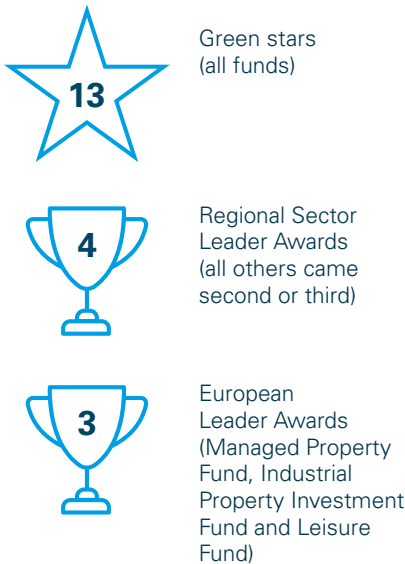 13
Green stars
(all funds)
4
Regional Sector
Leader Awards
(all others came
second or third)
3
European
Leader Awards
(Managed Property
Fund, Industrial
Property Investment
Fund and Leisure
Fund)